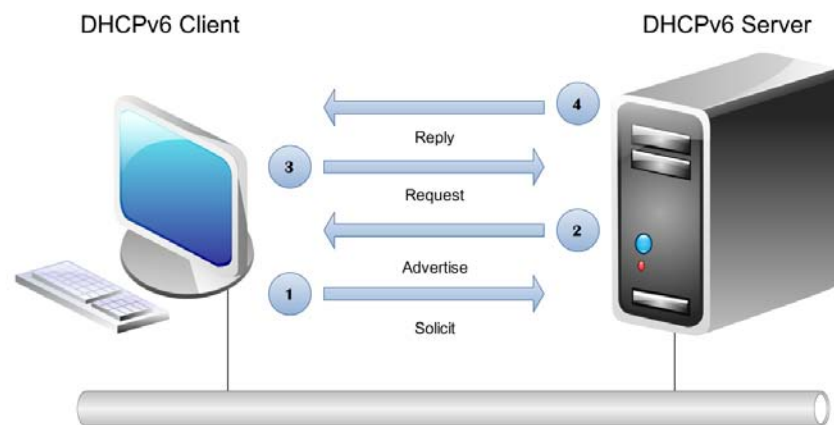 DHCPv6 Client
DHCPv6 Server
4
Reply
3
Request
2
Advertise
1
Solicit